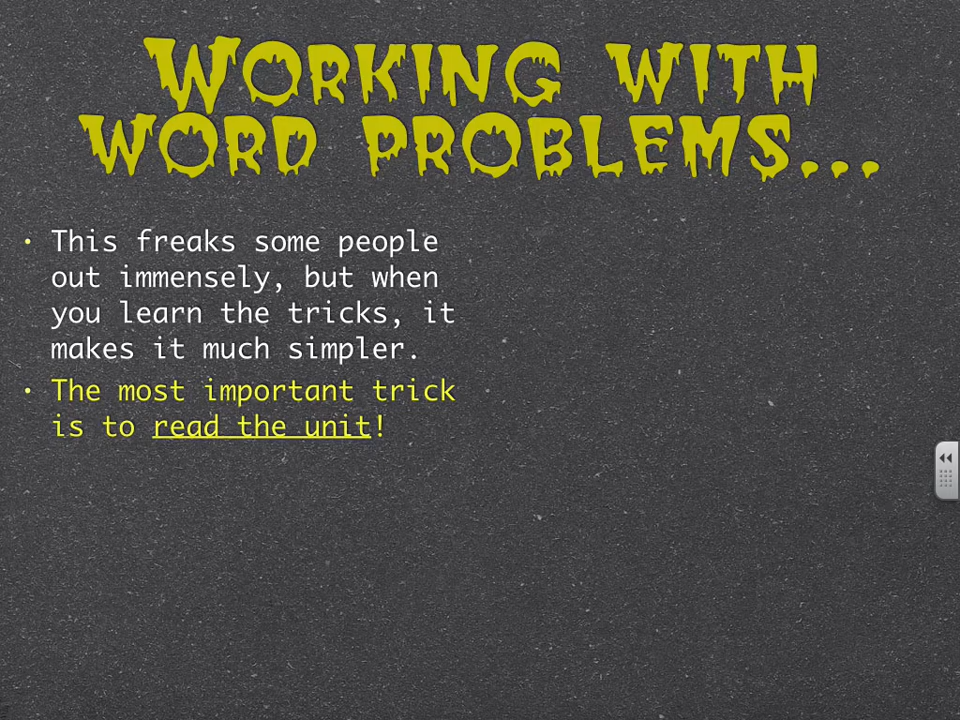 Working with
word problems...
• This freaks some people
out immensely, but when
you learn the tricks, it
makes it much simpler.
• The most important trick
is to read the unit!